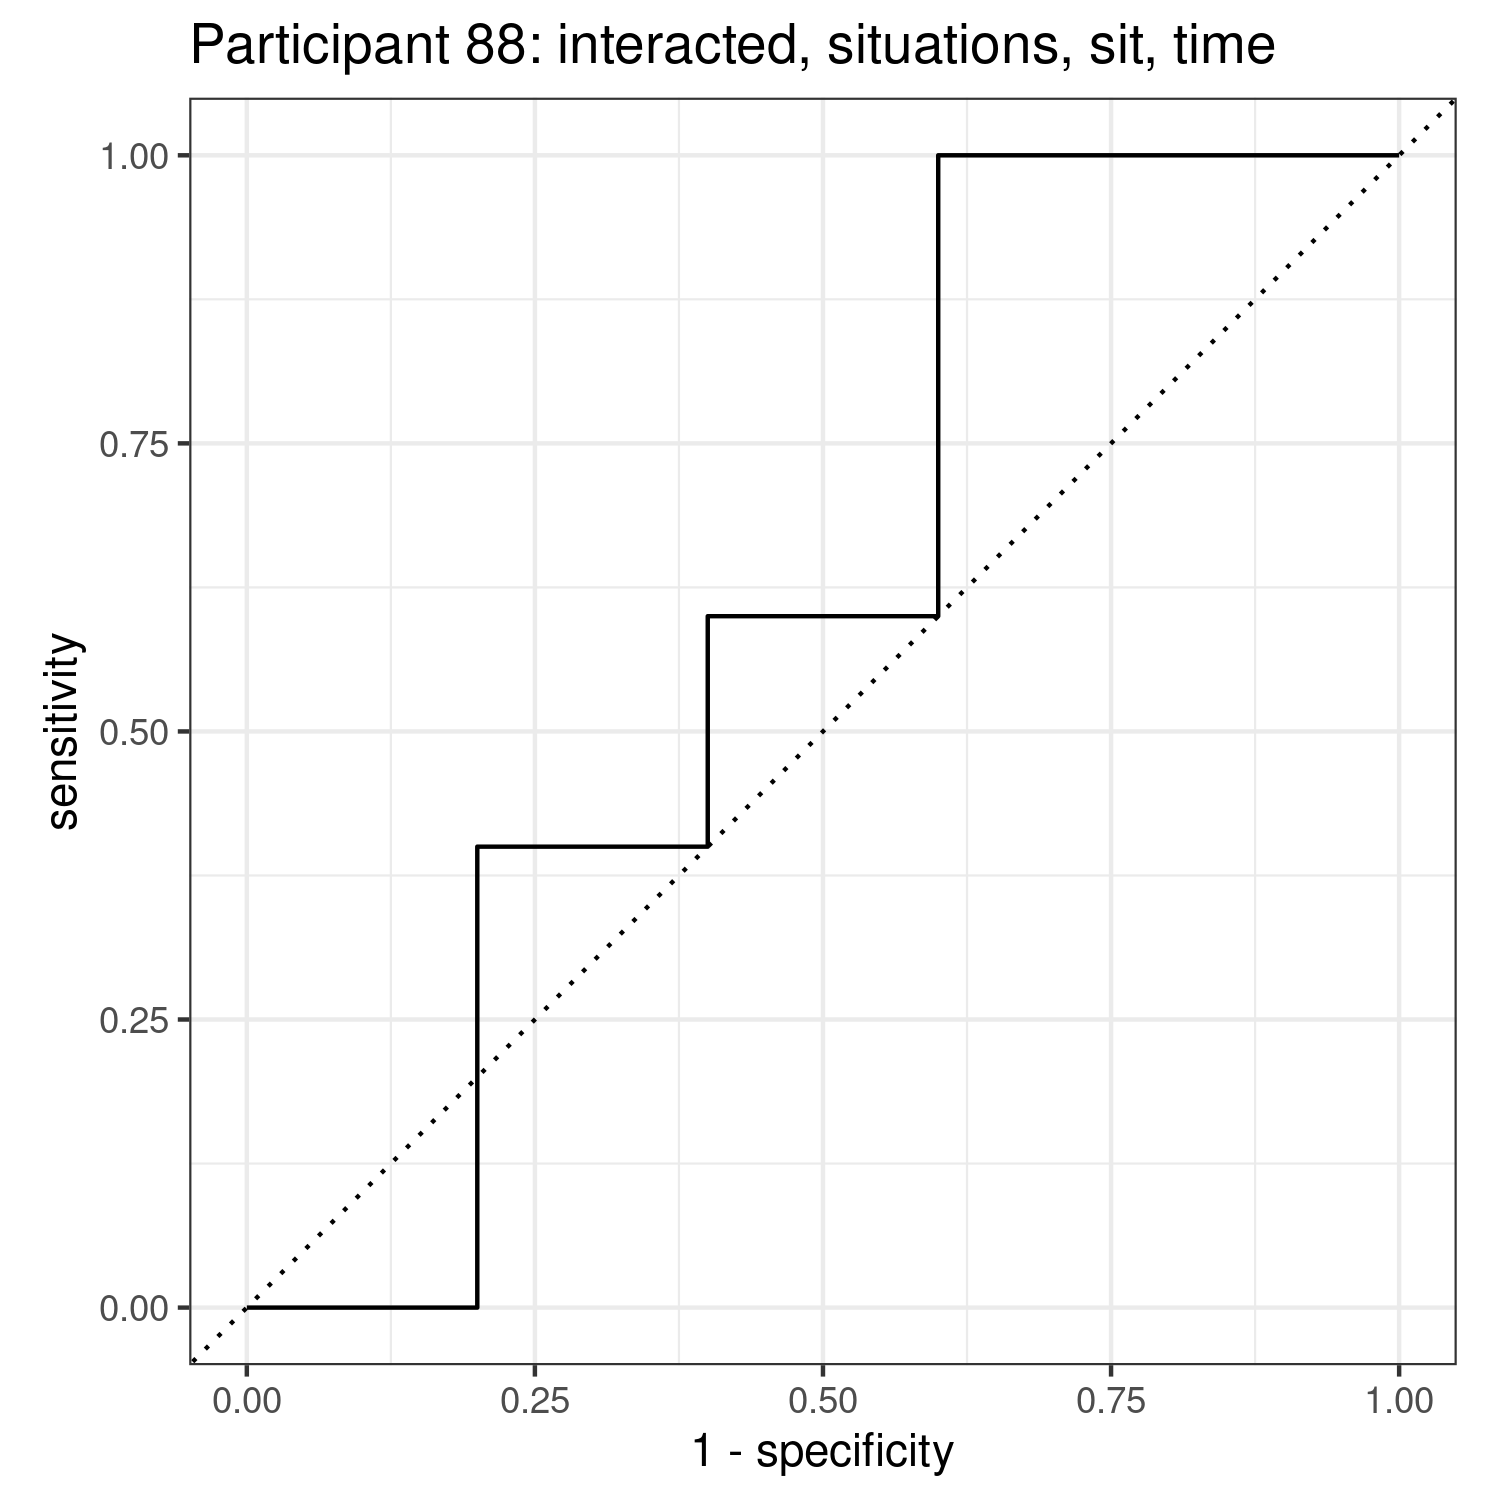 Participant 88: interacted, situations, sit, time
1.00
0.75
0.50
0.25
0.00
sensitivity
0.00 0.25 0.50 0.75 1.00
1 - specificity